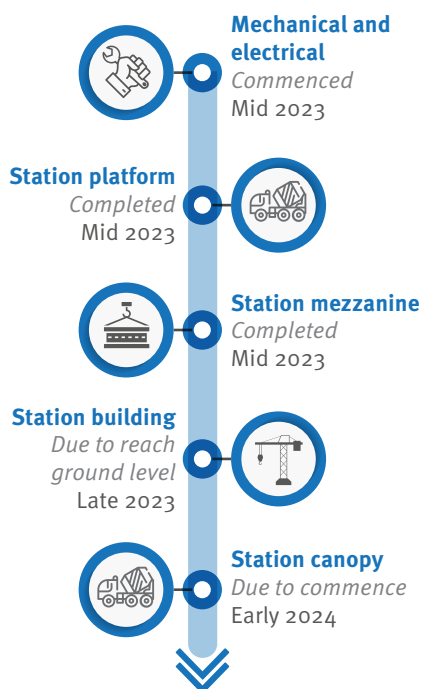 Mechanical and
electrical
Commenced
Mid 2023
Station platform
Completed
Mid 2023
Station mezzanine
Completed
Mid 2023
Station building
Due to reach
ground level
Late 2023
Station canopy
Due to commence
Early 2024